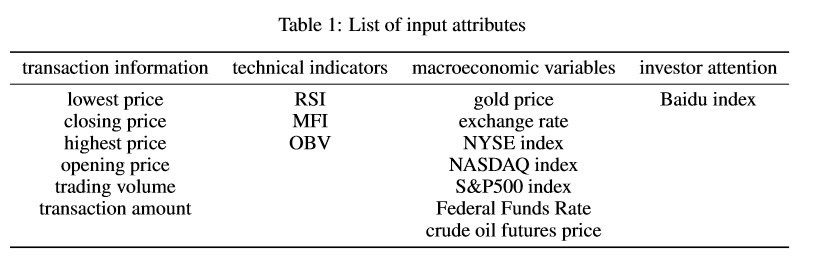 Table 1: List of input attributes
transaction information technical indicators macroeconomic variables investor attention
lowest price RSI gold price Baidu index
closing price MFI exchange rate
highest price OBV NYSE index
opening price NASDAQ index
trading volume S&P500 index
transaction amount Federal Funds Rate
crude oil futures price